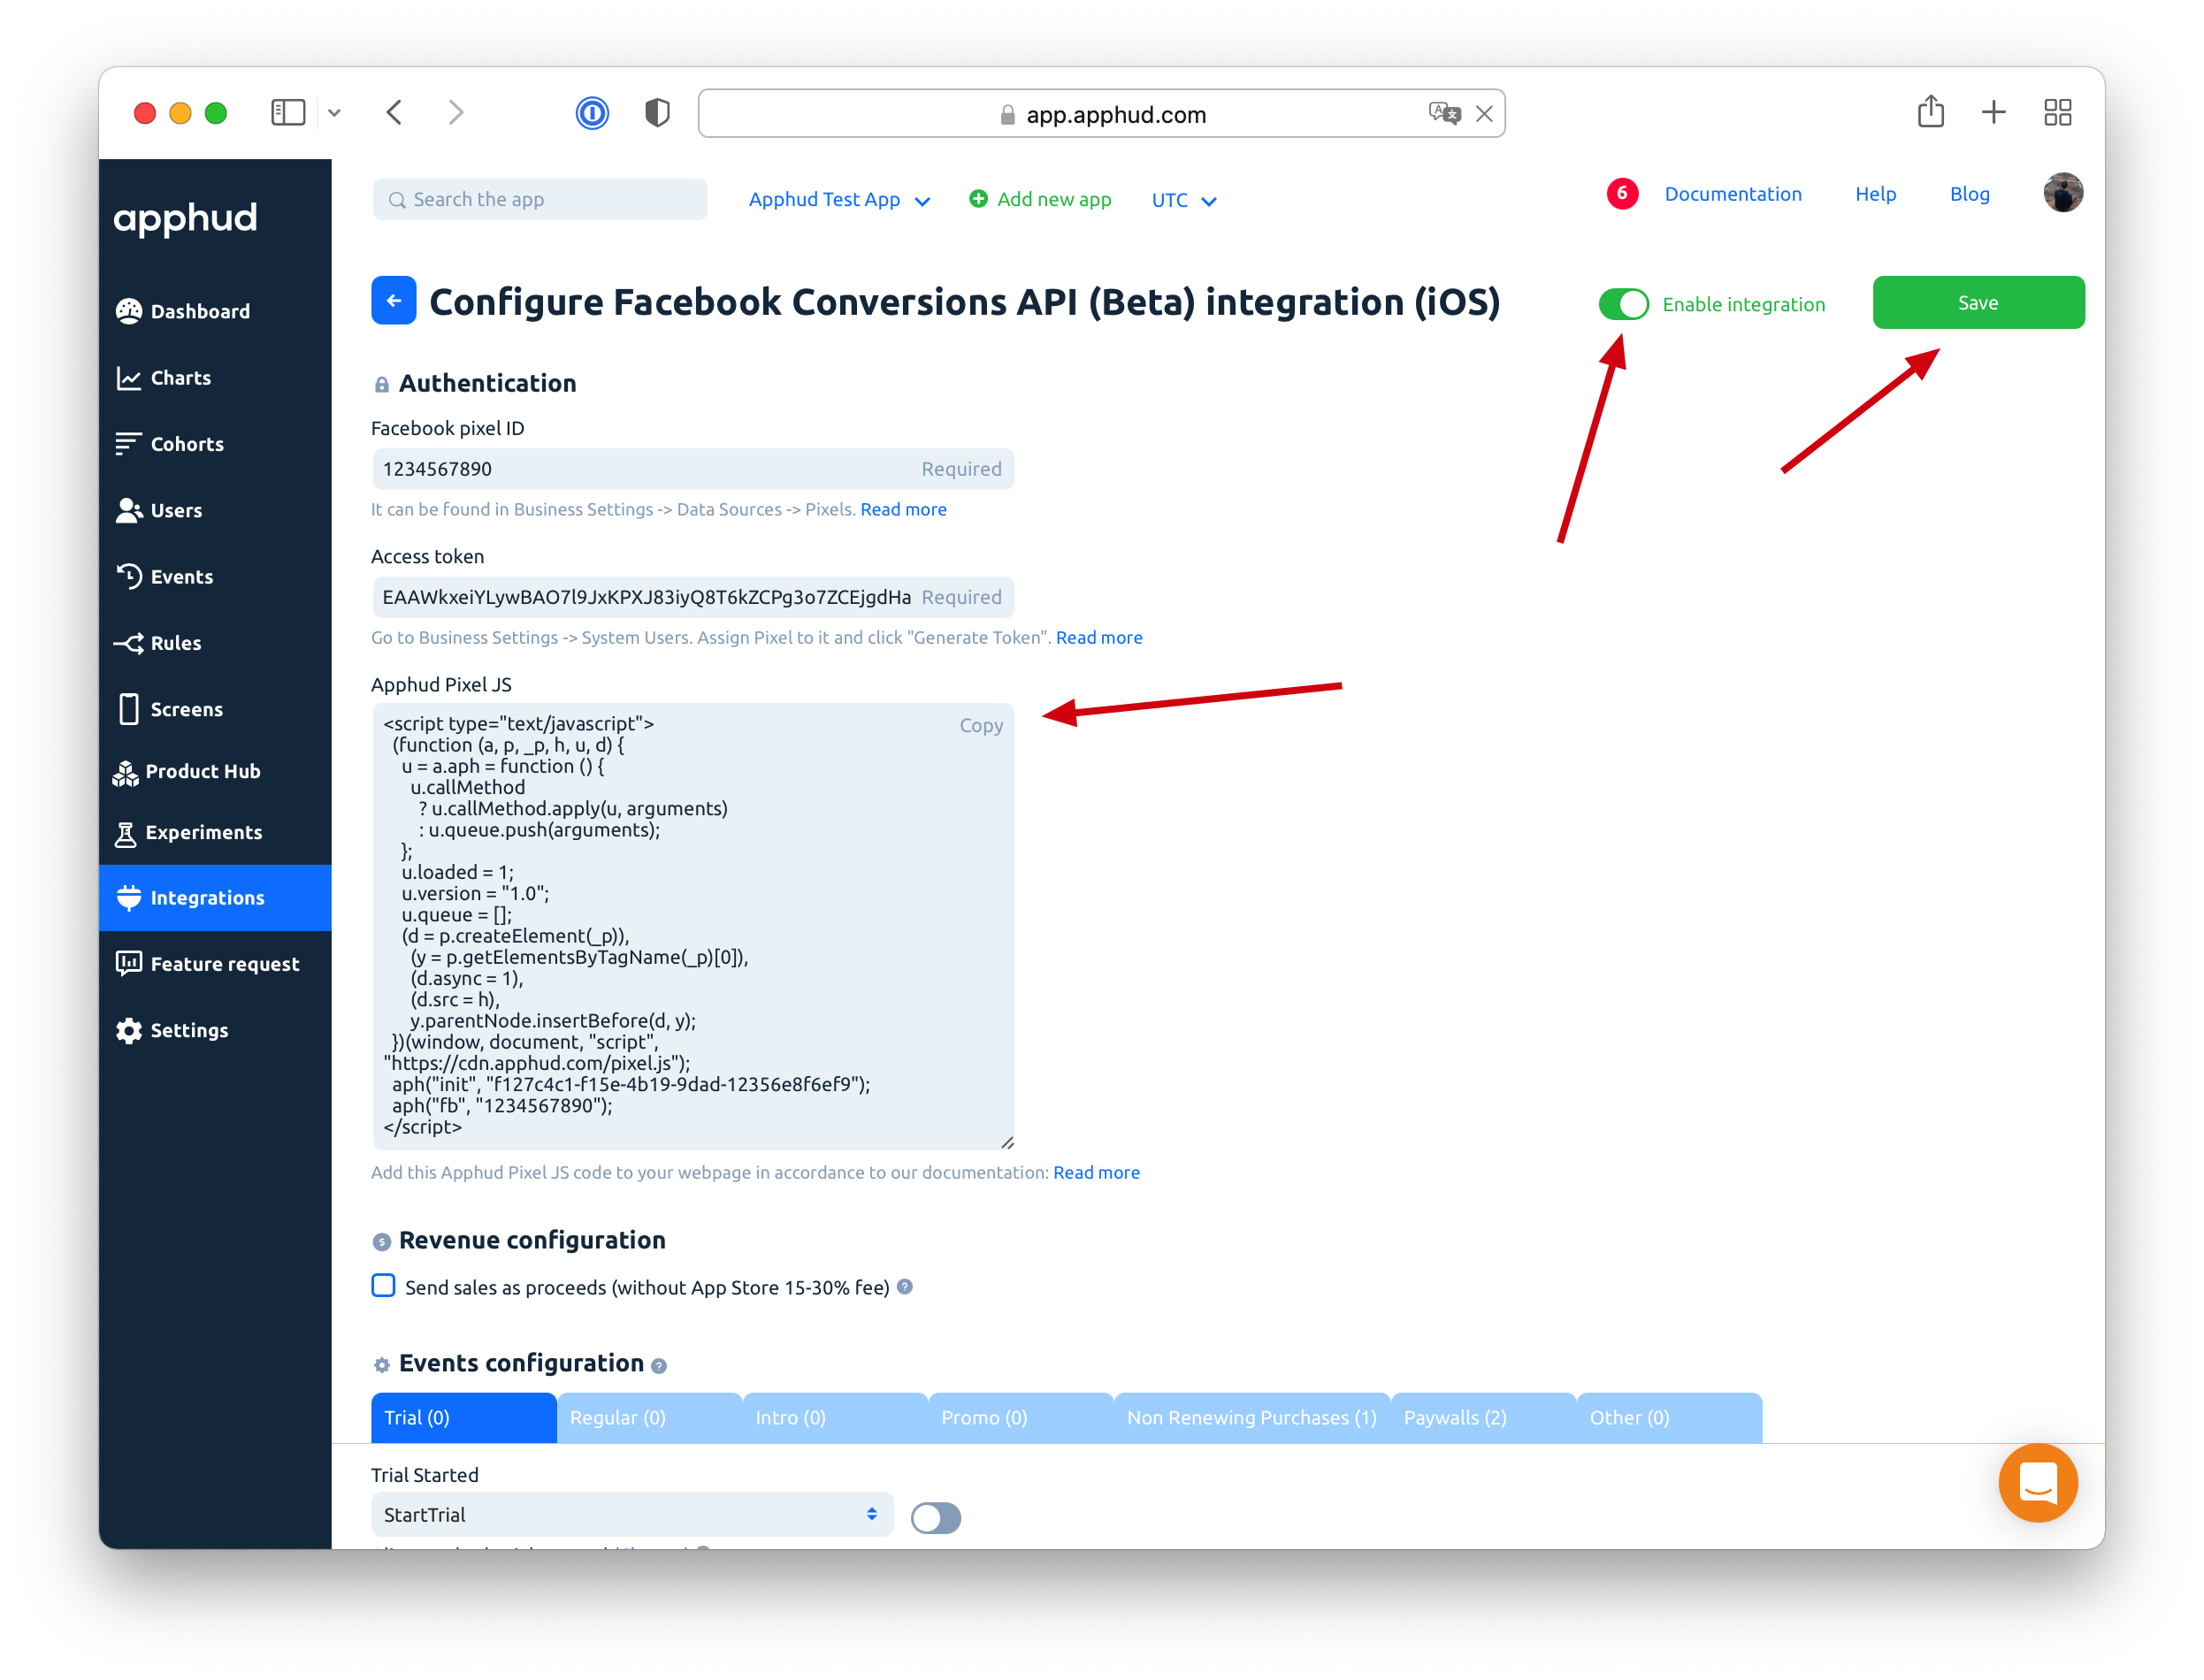 app.apphud.com
apphud
Dashboard
Charts
Cohorts
Users
Events
Rules
Screens
Product Hub
Experiments
Integrations
Feature request
Settings
Search the app
Apphud Test App
Add new app
UTC
6
Documentation
Help
Blog
Configure Facebook Conversions API (Beta) integration (iOS)
Enable integration
Save
Authentication
Facebook pixel ID
1234567890
Required
It can be found in Business Settings -> Data Sources -> Pixels. Read more
Access token
EAAWkxeiYLywBAO7l9JxKPXJ83iyQ8T6kZCPg3o7ZCEjgdHa
Required
Go to Business Settings -> System Users. Assign Pixel to it and click "Generate Token". Read more
Apphud Pixel JS
Copy
<script type="text/javascript">
(function (a, p, _p, h, u, d) {
u = a.aph = function () {
u.callMethod
? u.callMethod.apply(u, arguments)
: u.queue.push(arguments);
};
u.loaded = 1;
u.version = "1.0";
u.queue = [];
(d = p.createElement(_p)),
(y = p.getElementsByTagName(_p)[0]),
(d.async = 1),
(d.src = h),
y.parentNode.insertBefore(d, y);
})(window, document, "script",
"https://cdn.apphud.com/pixel.js");
aph("init", "f127c4c1-f15e-4b19-9dad-12356e8f6ef9");
aph("fb", "1234567890");
</script>
Add this Apphud Pixel JS code to your webpage in accordance to our documentation: Read more
Revenue configuration
Send sales as proceeds (without App Store 15-30% fee)
Events configuration
Trial (0)
Regular (0)
Intro (0)
Promo (0)
Non Renewing Purchases (1)
Paywalls (2)
Other (0)
Trial Started
StartTrial